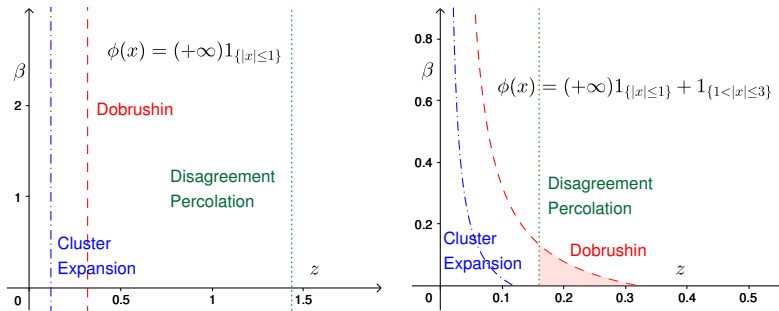 β
ϕ(x) = (+∞)1_{{|x|≤1}}
2
Dobrushin
Disagreement
Percolation
1
Cluster
Expansion
z
0
0
0.5
1
1.5
0.8
β
ϕ(x) = (+∞)1_{{|x|≤1}} + 1_{{1<|x|≤3}}
0.6
0.4
Disagreement
Percolation
0.2
Cluster
Expansion
Dobrushin
z
0
0
0.1
0.2
0.3
0.4
0.5